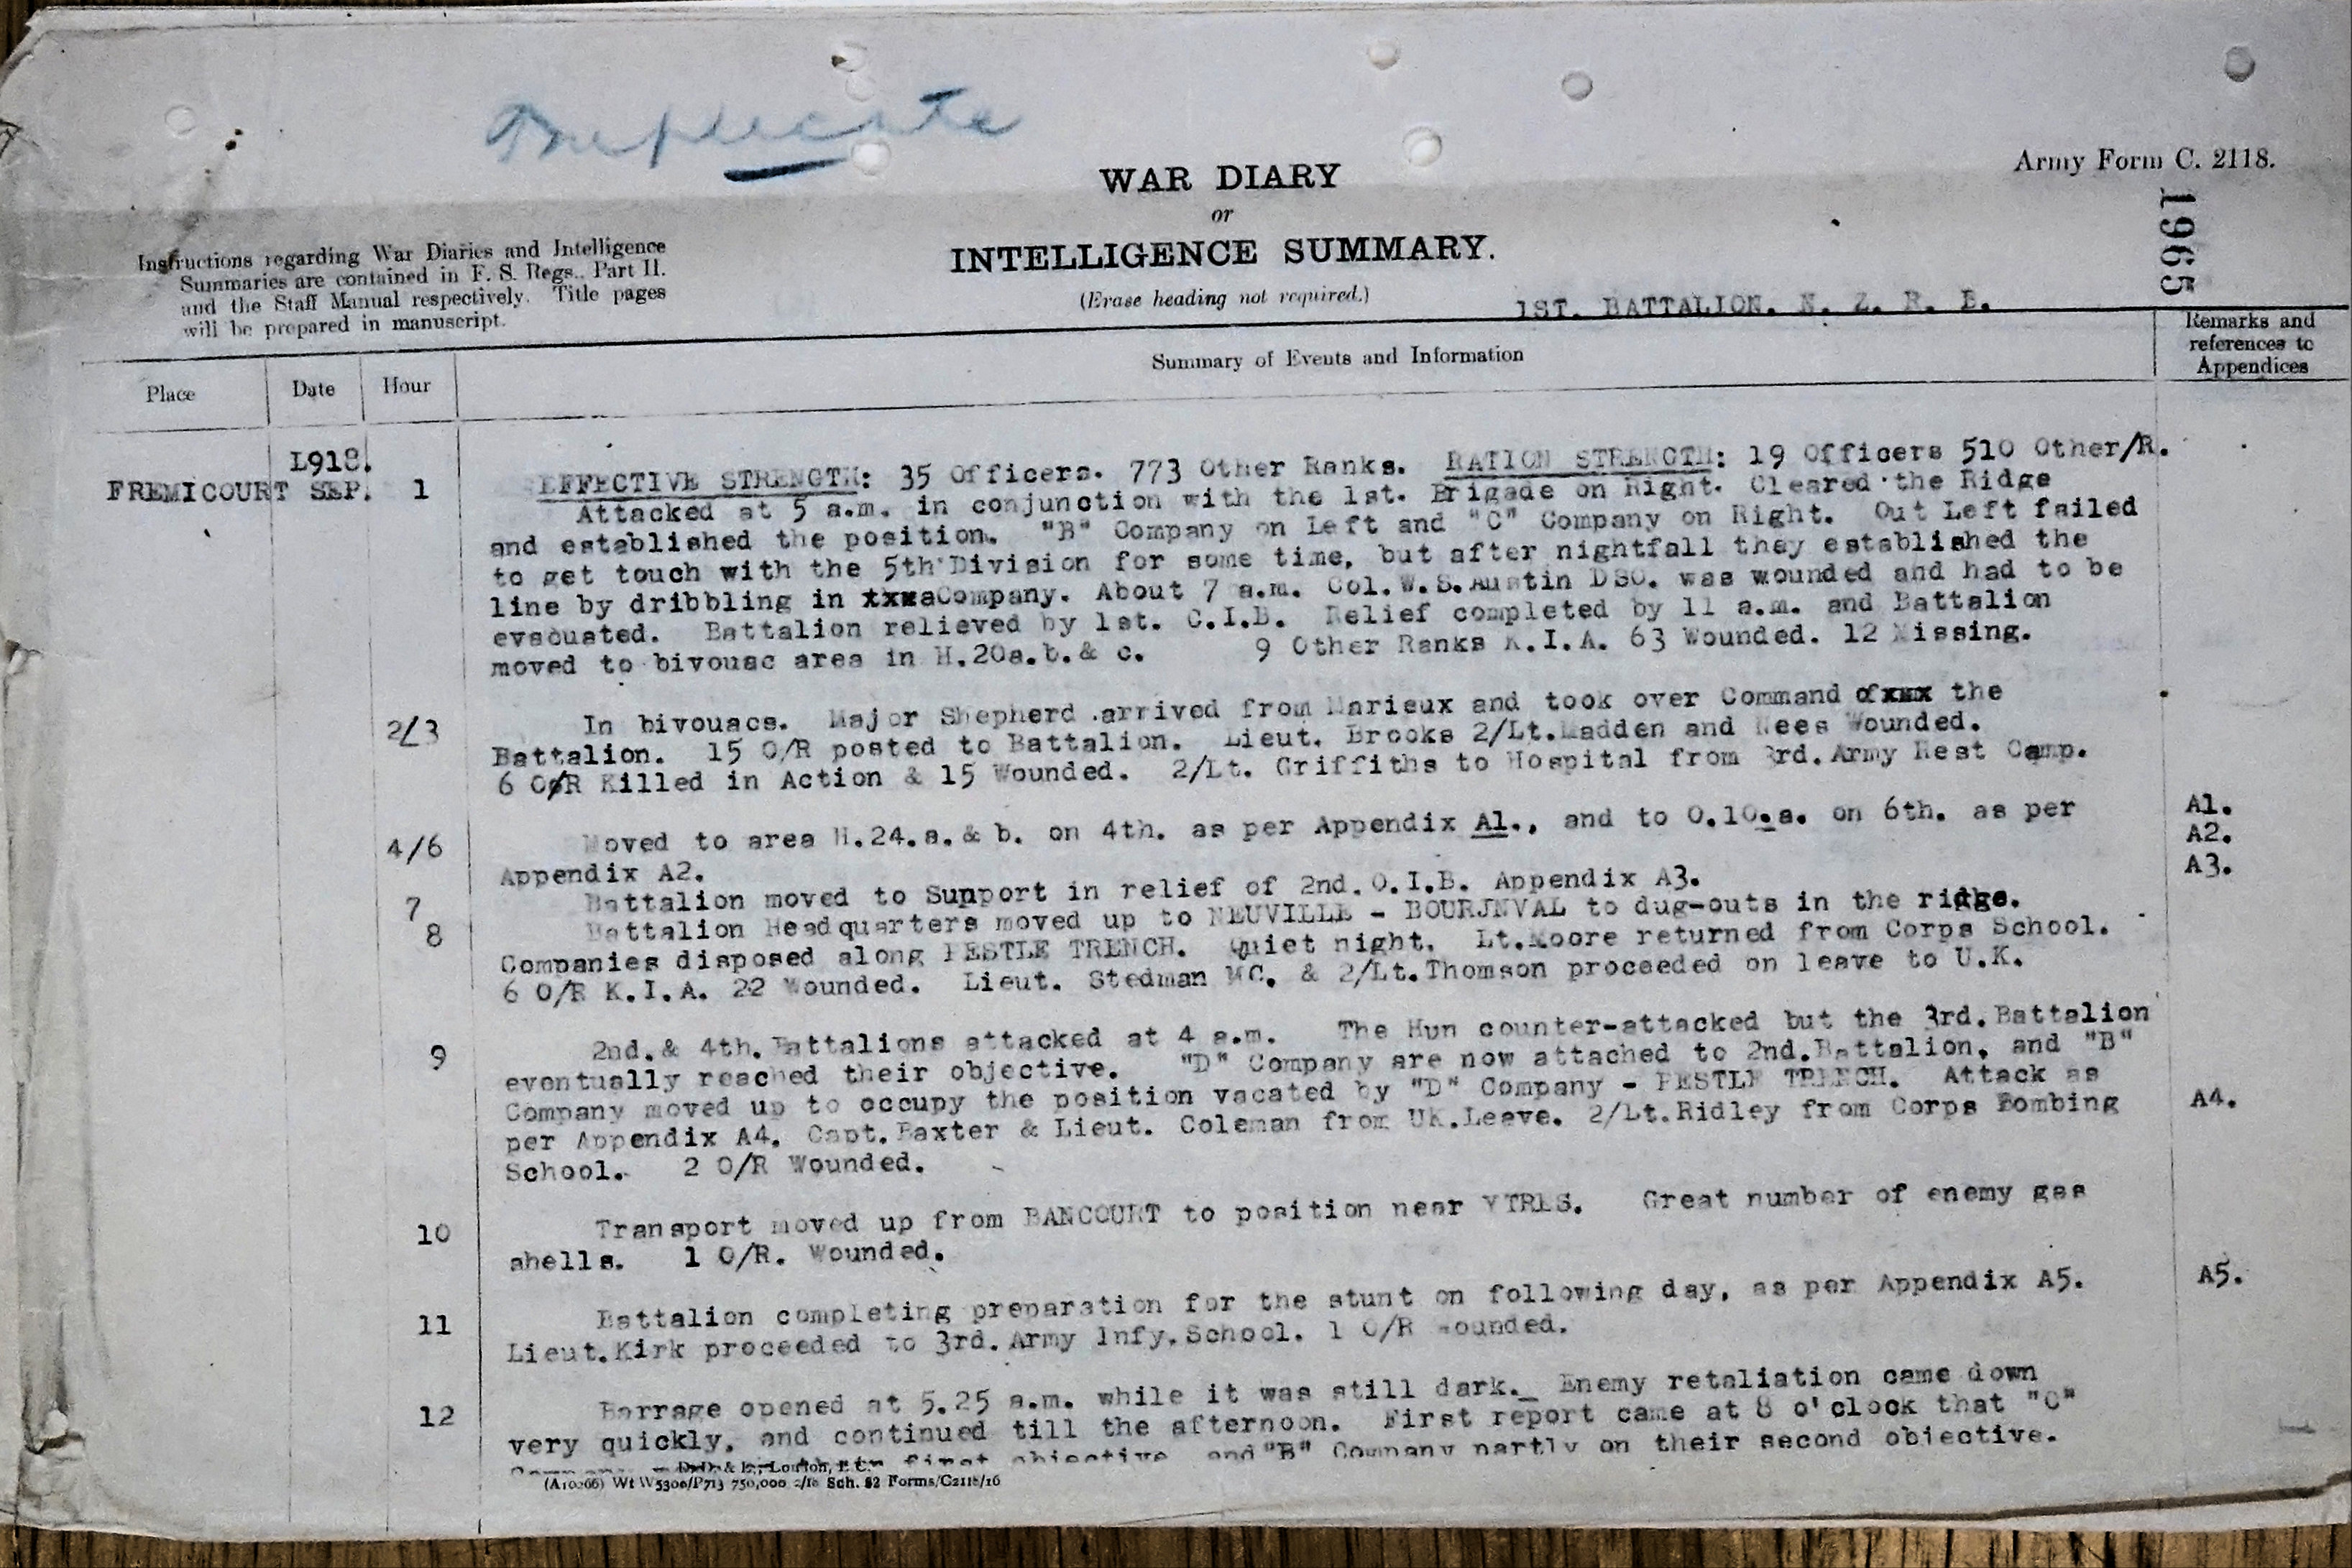 Army Form C. 2118.
1965
WAR DIARY
or
INTELLIGENCE SUMMARY.
(Erase heading not required.)
Instructions regarding War Diaries and Intelligence
Summaries are contained in F. S. Regs., Part II.
and the Staff Manual respectively. Title pages
will be prepared in manuscript.
1ST. BATTALION. N. Z. R. B.
Place Date Hour Summary of Events and Information Remarks and
references to
Appendices
1918.
FREMICOURT SEP. 1 EFFECTIVE STRENGTH: 35 Officers. 773 Other Ranks. RATION STRENGTH: 19 Officers 510 Other/R.
Attacked at 5 a.m. in conjunction with the 1st. Brigade on Right. Cleared the Ridge
and established the position. "B" Company on Left and "C" Company on Right. Out Left failed
to get touch with the 5th Division for some time, but after nightfall they established the
line by dribbling in xxxaCompany. About 7 a.m. Col.W.S.Austin DSO. was wounded and had to be
evacuated. Battalion relieved by 1st. C.I.B. Relief completed by 11 a.m. and Battalion
moved to bivouac area in H.20a.b.& c. 9 Other Ranks K.I.A. 63 Wounded. 12 Missing.
2/3 In bivouacs. Major Shepherd arrived from Marieux and took over Command ofxxx the
Battalion. 15 O/R posted to Battalion. Lieut. Brooks 2/Lt.Madden and Wounded.
6 O/R Killed in Action & 15 Wounded. 2/Lt. Griffiths to Hospital from 3rd.Army Rest Camp.
4/6 Moved to area H.24.a.& b. on 4th. as per Appendix A1., and to O.10.a. on 6th. as per A1.
Appendix A2. A2.
7 Battalion moved to Support in relief of 2nd.O.I.B. Appendix A3. A3.
8 Battalion Headquarters moved up to NEUVILLE - BOURJNVAL to dug-outs in the ridge.
Companies disposed along PESTLE TRENCH. Quiet night. Lt.Moore returned from Corps School.
6 O/R K.I.A. 22 Wounded. Lieut. Stedman MC. & 2/Lt.Thomson proceeded on leave to U.K.
9 2nd.& 4th.Battalions attacked at 4 a.m. The Hun counter-attacked but the 3rd.Battalion
eventually reached their objective. "D" Company are now attached to 2nd.Battalion, and "B"
Company moved up to occupy the position vacated by "D" Company - PESTLE TRENCH. Attack as
per Appendix A4. Capt.Baxter & Lieut. Coleman from UK.Leave. 2/Lt.Ridley from Corps Bombing A4.
School. 2 O/R Wounded.
10 Transport moved up from BANCOURT to position near YTRES. Great number of enemy gas
shells. 1 O/R. Wounded.
11 Battalion completing preparation for the stunt on following day, as per Appendix A5. A5.
Lieut.Kirk proceeded to 3rd.Army Infy.School. 1 O/R Wounded.
12 Barrage opened at 5.25 a.m. while it was still dark._ Enemy retaliation came down
very quickly, and continued till the afternoon. First report came at 8 o'clock that "C"
first objective and "B" Company partly on their second objective.